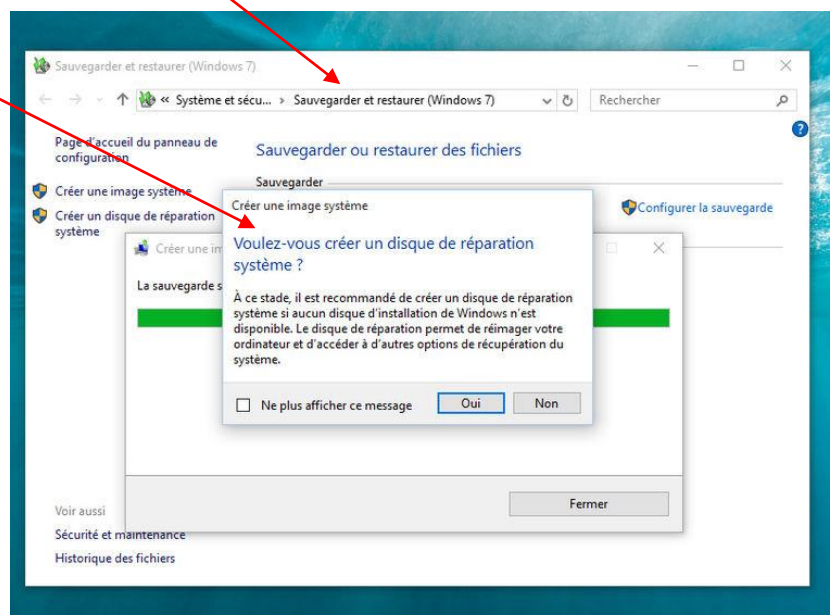 Sauvegarder et restaurer (Windows 7)
« Système et sécu... › Sauvegarder et restaurer (Windows 7)
Rechercher
Page d'accueil du panneau de
configuration
Créer une image système
Créer un disque de réparation
système
Sauvegarder ou restaurer des fichiers
Sauvegarder
Configurer la sauvegarde
Créer une im
La sauvegarde s
Créer une image système
Voulez-vous créer un disque de réparation
système ?
À ce stade, il est recommandé de créer un disque de réparation
système si aucun disque d'installation de Windows n'est
disponible. Le disque de réparation permet de réimager votre
ordinateur et d'accéder à d'autres options de récupération du
système.
Ne plus afficher ce message
Oui
Non
Fermer
Voir aussi
Sécurité et maintenance
Historique des fichiers